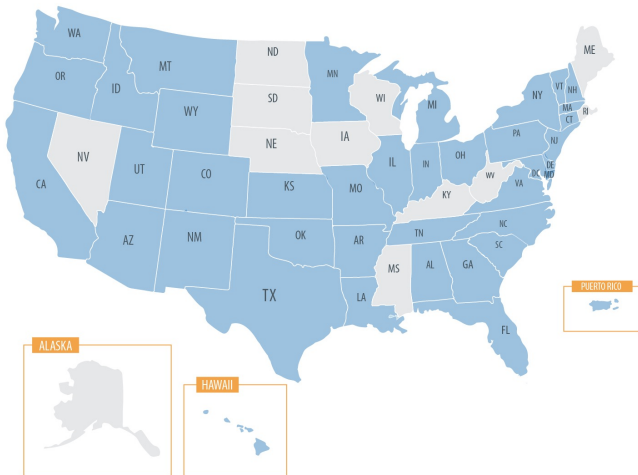 WA
ND
ME
MT
MN
OR
VT
NH
ID
SD
WI
NY
MA
WY
MI
CT
RI
IA
PA
NE
NJ
NV
OH
IL
IN
DE
UT
DC
MD
CO
WV
CA
VA
KS
MO
KY
NC
TN
OK
AZ
NM
AR
SC
MS
AL
GA
PUERTO RICO
TX
LA
FL
ALASKA
HAWAII